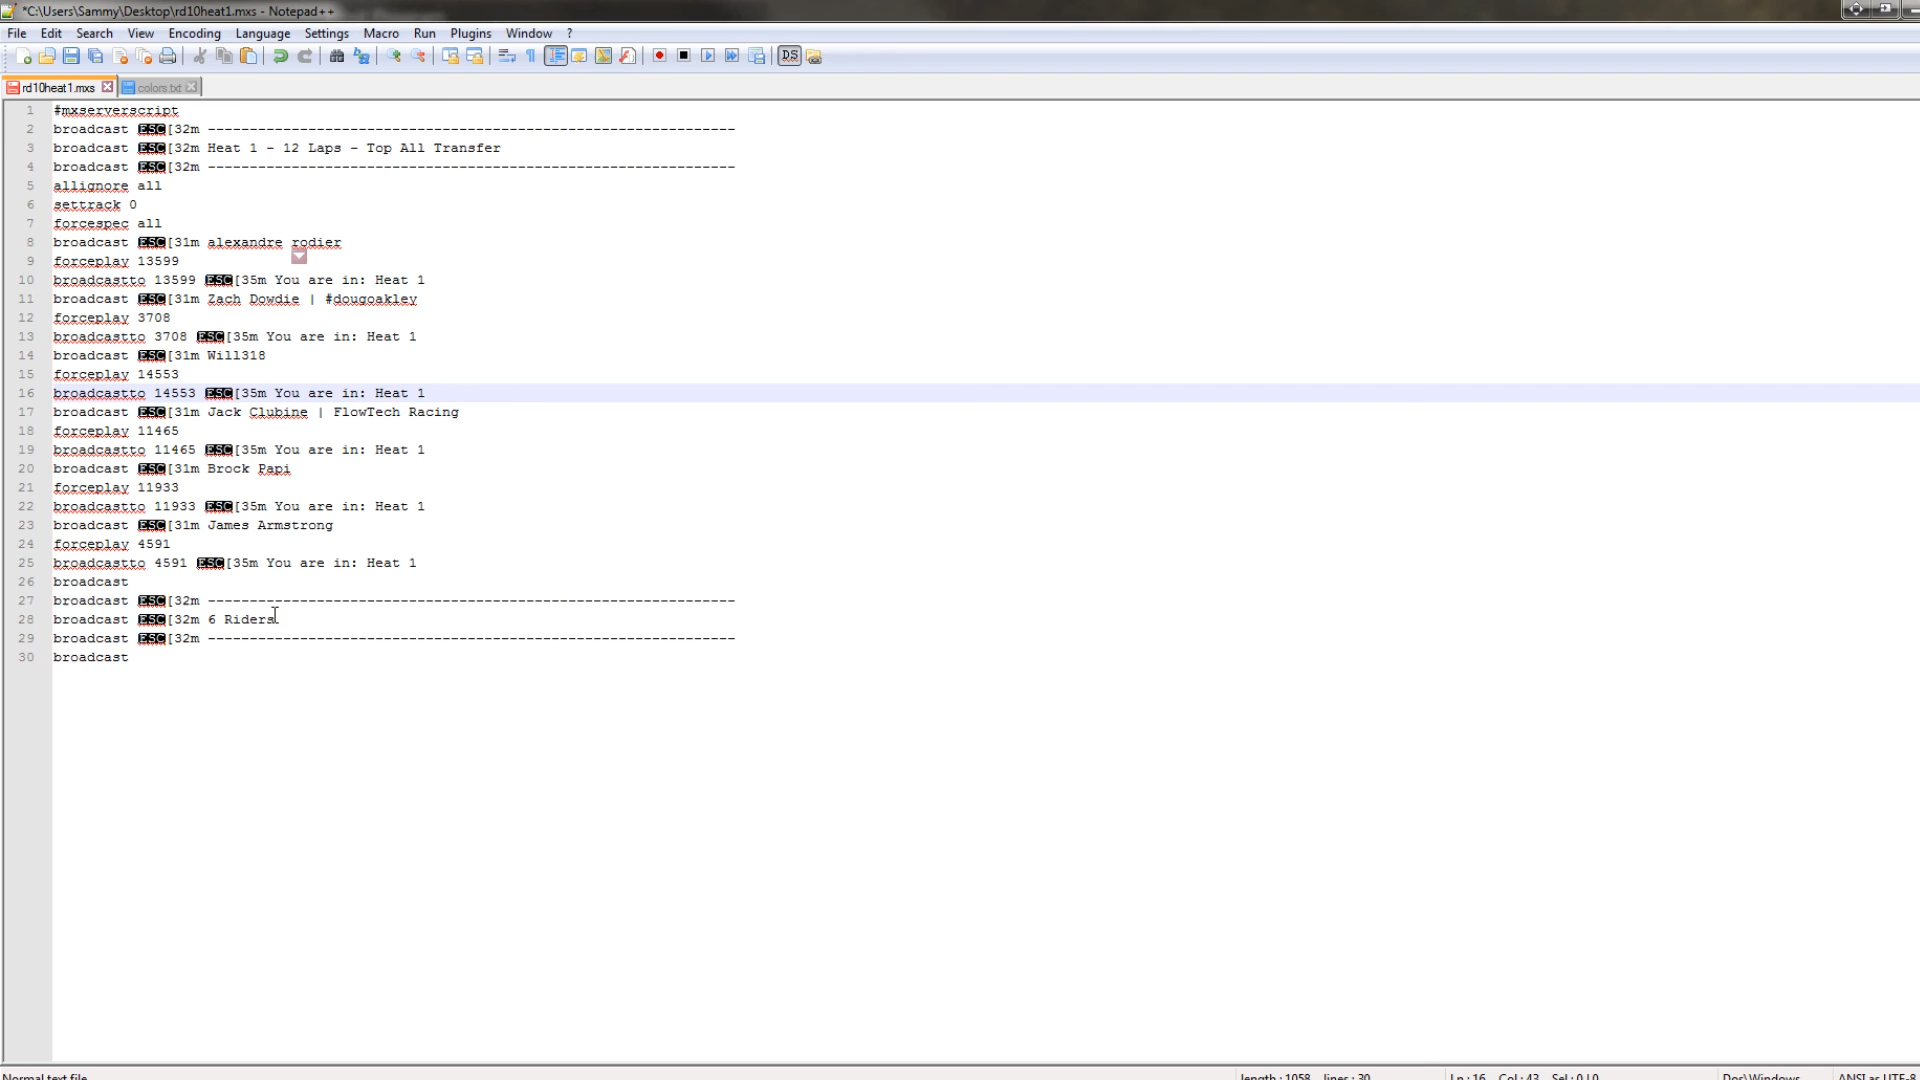 *C:\Users\Sammy\Desktop\rd10heat1.mxs - Notepad++
File Edit Search View Encoding Language Settings Macro Run Plugins Window ?
rd10heat1.mxs colors.txt
1 #mxserverscript
2 broadcast ESC[32m ---------------------------------------------------------------
3 broadcast ESC[32m Heat 1 - 12 Laps - Top All Transfer
4 broadcast ESC[32m ---------------------------------------------------------------
5 allignore all
6 settrack 0
7 forcespec all
8 broadcast ESC[31m alexandre rodier
9 forceplay 13599
10 broadcastto 13599 ESC[35m You are in: Heat 1
11 broadcast ESC[31m Zach Dowdie | #dougoakley
12 forceplay 3708
13 broadcastto 3708 ESC[35m You are in: Heat 1
14 broadcast ESC[31m Will318
15 forceplay 14553
16 broadcastto 14553 ESC[35m You are in: Heat 1
17 broadcast ESC[31m Jack Clubine | FlowTech Racing
18 forceplay 11465
19 broadcastto 11465 ESC[35m You are in: Heat 1
20 broadcast ESC[31m Brock Papi
21 forceplay 11933
22 broadcastto 11933 ESC[35m You are in: Heat 1
23 broadcast ESC[31m James Armstrong
24 forceplay 4591
25 broadcastto 4591 ESC[35m You are in: Heat 1
26 broadcast
27 broadcast ESC[32m ---------------------------------------------------------------
28 broadcast ESC[32m 6 Riders
29 broadcast ESC[32m ---------------------------------------------------------------
30 broadcast
Normal text file length : 1058 lines : 30 Ln : 16 Col : 43 Sel : 0 | 0 Dos\Windows ANSI as UTF-8